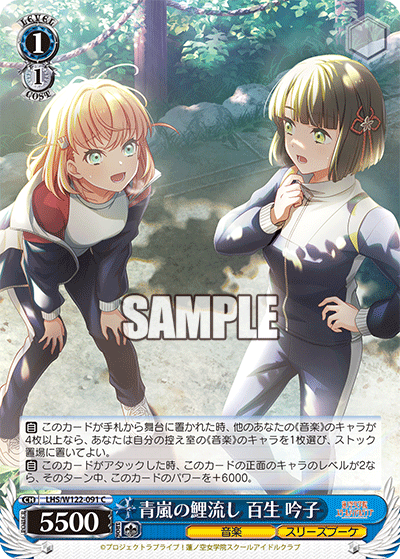 LEVEL
1
1
COST
SAMPLE
自 このカードが手札から舞台に置かれた時、他のあなたの《音楽》のキャラが
4枚以上なら、あなたは自分の控え室の《音楽》のキャラを1枚選び、ストック
置場に置いてよい。
自 このカードがアタックした時、このカードの正面のキャラのレベルが2な
ら、そのターン中、このカードのパワーを+6000。
CH LHS/W122-091 C
5500
青嵐の鯉流し 百生 吟子
音楽
スリーズブーケ
©プロジェクトラブライブ！蓮ノ空女学院スクールアイドルクラブ